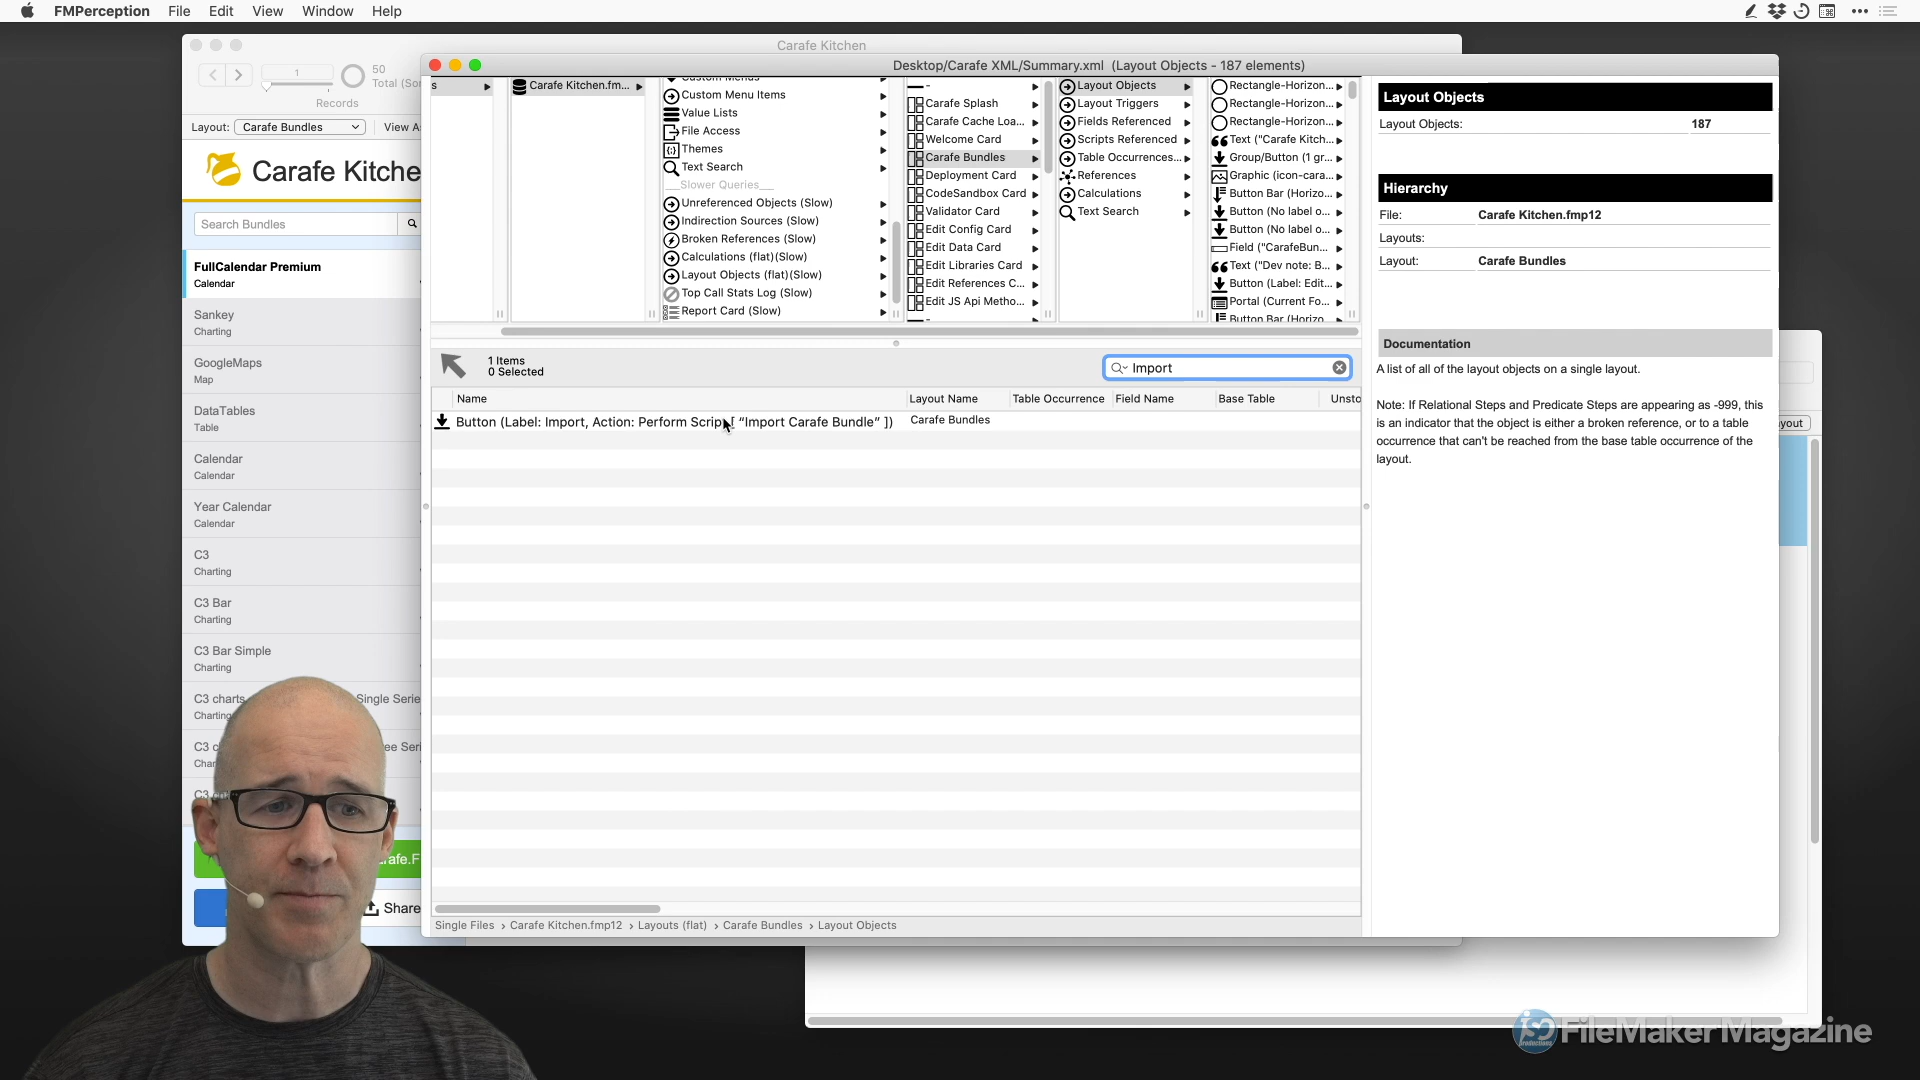 FMPerception File Edit View Window Help
Carafe Kitchen
1
50
Records
Layout: Carafe Bundles
Search Bundles
FullCalendar Premium
Calendar
Sankey
Charting
GoogleMaps
Map
DataTables
Table
Calendar
Calendar
Year Calendar
Calendar
C3
Charting
C3 Bar
Charting
C3 Bar Simple
Charting
C3 charts
Share
Desktop/Carafe XML/Summary.xml (Layout Objects - 187 elements)
Carafe Kitchen.fm...
Custom Menus
Custom Menu Items
Value Lists
File Access
Themes
Text Search
__Slower Queries__
Unreferenced Objects (Slow)
Indirection Sources (Slow)
Broken References (Slow)
Calculations (flat)(Slow)
Layout Objects (flat)(Slow)
Top Call Stats Log (Slow)
Report Card (Slow)
-
Carafe Splash
Carafe Cache Loa...
Welcome Card
Carafe Bundles
Deployment Card
CodeSandbox Card
Validator Card
Edit Config Card
Edit Data Card
Edit Libraries Card
Edit References C...
Edit JS Api Metho...
-
Layout Objects
Layout Triggers
Fields Referenced
Scripts Referenced
Table Occurrences...
References
Calculations
Text Search
Rectangle-Horizon...
Rectangle-Horizon...
Rectangle-Horizon...
Text ("Carafe Kitch...
Group/Button (1 gr...
Graphic (icon-cara...
Button Bar (Horizo...
Button (No label o...
Button (No label o...
Field ("CarafeBun...
Text ("Dev note: B...
Button (Label: Edit...
Portal (Current Fo...
Button Bar (Horizo
1 Items
0 Selected
Import
Name Layout Name Table Occurrence Field Name Base Table Unsto
Button (Label: Import, Action: Perform Script [ “Import Carafe Bundle” ]) Carafe Bundles
Single Files › Carafe Kitchen.fmp12 › Layouts (flat) › Carafe Bundles › Layout Objects
Layout Objects
Layout Objects: 187
Hierarchy
File: Carafe Kitchen.fmp12
Layouts:
Layout: Carafe Bundles
Documentation
A list of all of the layout objects on a single layout.
Note: If Relational Steps and Predicate Steps are appearing as -999, this
is an indicator that the object is either a broken reference, or to a table
occurrence that can't be reached from the base table occurrence of the
layout.
yout
iso productions FileMaker Magazine